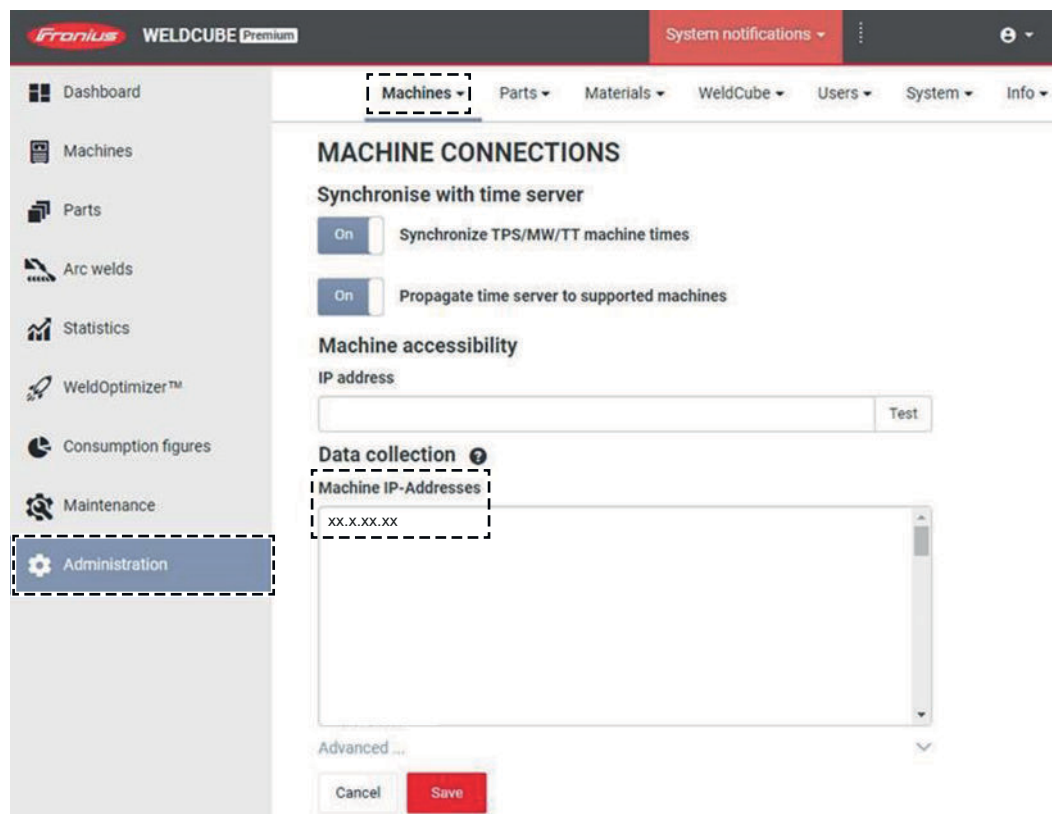 Fronius WELDCUBE Premium System notifications
Dashboard
Machines
Parts
Arc welds
Statistics
WeldOptimizer™
Consumption figures
Maintenance
Administration
Machines Parts Materials WeldCube Users System Info
MACHINE CONNECTIONS
Synchronise with time server
On Synchronize TPS/MW/TT machine times
On Propagate time server to supported machines
Machine accessibility
IP address
Test
Data collection ?
Machine IP-Addresses
xx.x.xx.xx
Advanced ...
Cancel Save